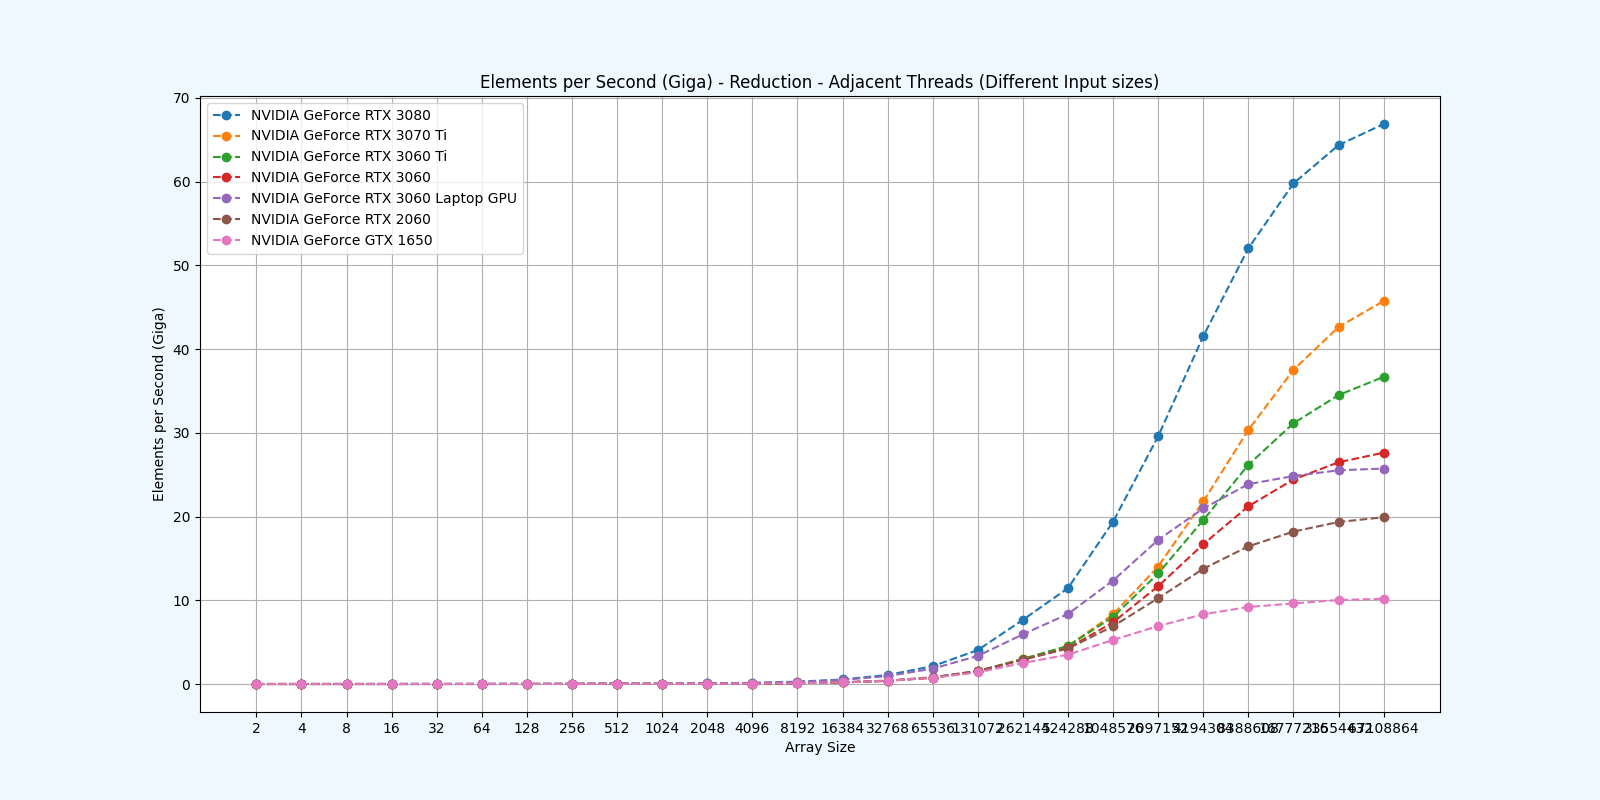 Elements per Second (Giga) - Reduction - Adjacent Threads (Different Input sizes)
NVIDIA GeForce RTX 3080
NVIDIA GeForce RTX 3070 Ti
NVIDIA GeForce RTX 3060 Ti
NVIDIA GeForce RTX 3060
NVIDIA GeForce RTX 3060 Laptop GPU
NVIDIA GeForce RTX 2060
NVIDIA GeForce GTX 1650
Elements per Second (Giga)
70
60
50
40
30
20
10
0
2 4 8 16 32 64 128 256 512 1024 2048 4096 8192 16384 32768 65536 131072 262144 524288 1048576 2097152 4194304 8388608 16777216 33554432 67108864
Array Size